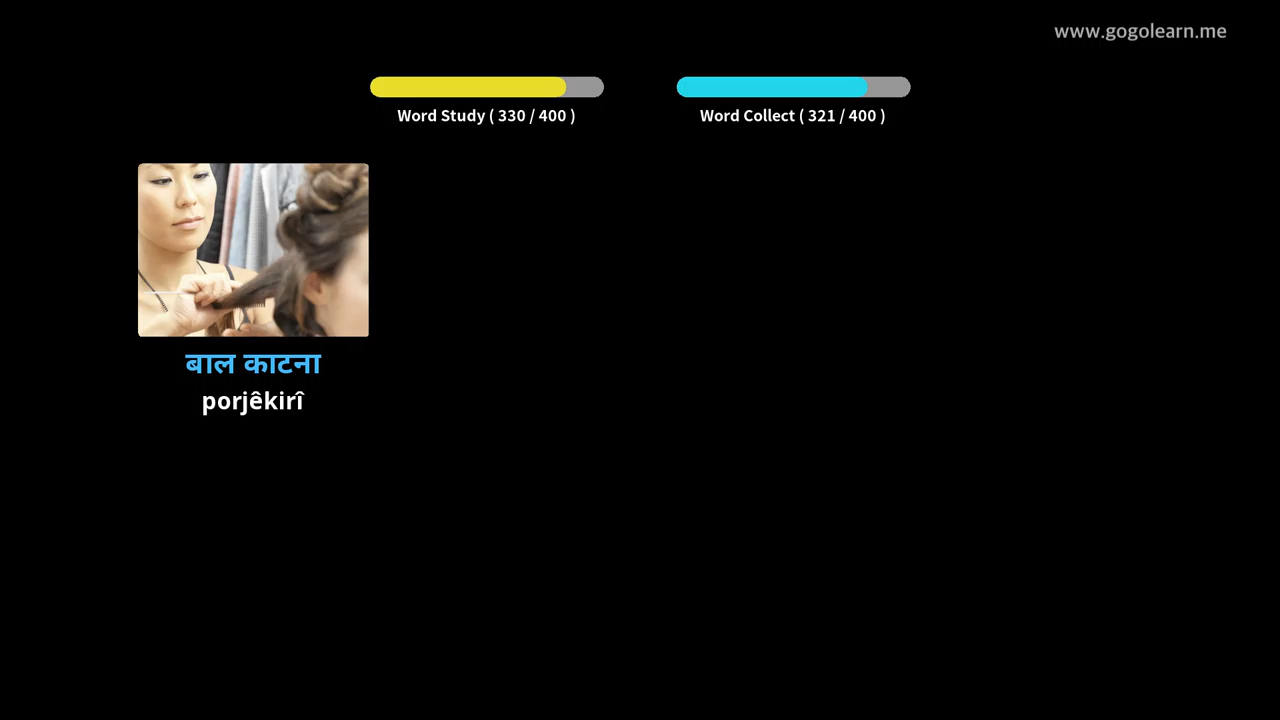 www.gogolearn.me
Word Study ( 330 / 400 )
Word Collect ( 321 / 400 )
बाल काटना
porjêkirî